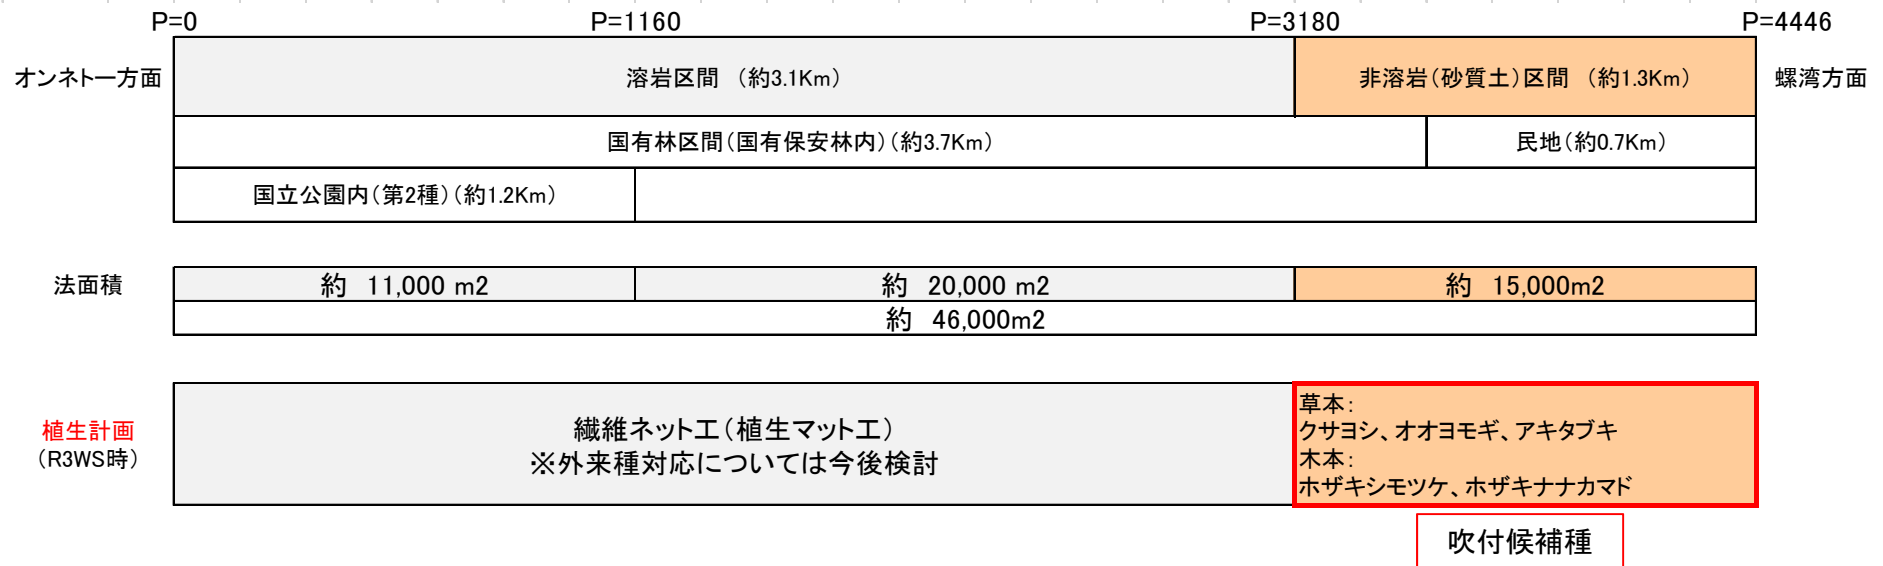 P=0 P=1160 P=3180 P=4446
オンネトー方面 溶岩区間 （約3.1Km） 非溶岩（砂質土）区間 （約1.3Km） 螺湾方面
国有林区間（国有保安林内）（約3.7Km） 民地（約0.7Km）
国立公園内（第2種）（約1.2Km）
法面積 約 11,000 m2 約 20,000 m2 約 15,000m2
約 46,000m2
植生計画
（R3WS時）
繊維ネット工（植生マット工）
※外来種対応については今後検討
草本：
クサヨシ、オオヨモギ、アキタブキ
木本：
ホザキシモツケ、ホザキナナカマド
吹付候補種